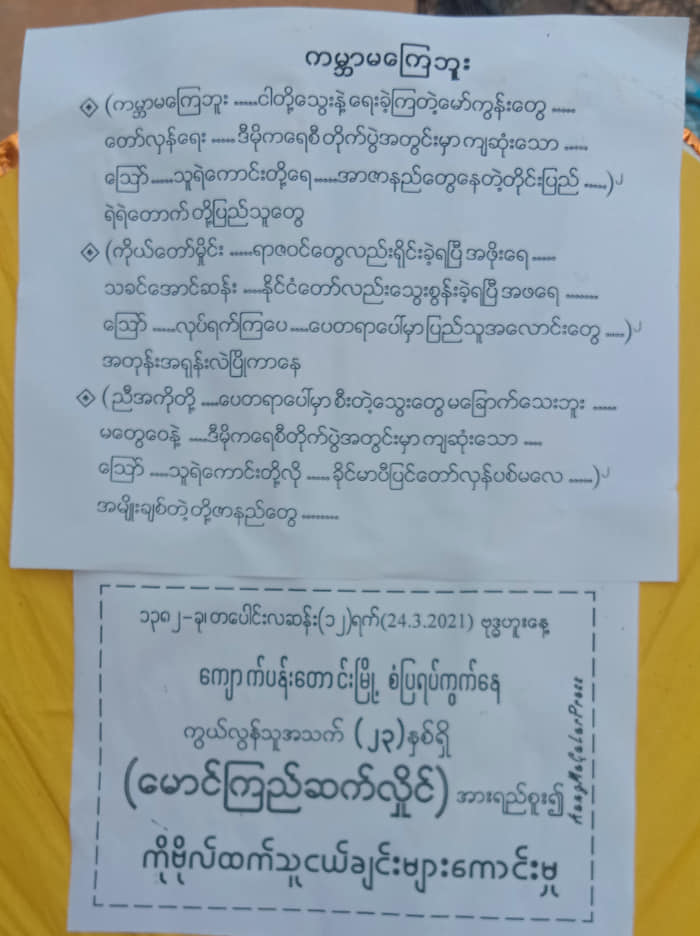 ကမ္ဘာမကြေဘူး
(ကမ္ဘာမကြေဘူး ......ငါတို့သွေးနဲ့ ရေးခဲ့ကြတဲ့မော်ကွန်းတွေ ......
တော်လှန်ရေး ...... ဒီမိုကရေစီ တိုက်ပွဲအတွင်းမှာ ကျဆုံးသော ......
သြော် ......သူရဲကောင်းတို့ရေ......အာဇာနည်တွေနေတဲ့တိုင်းပြည် ......)၂
ရဲရဲတောက် တို့ပြည်သူတွေ
(ကိုယ်တော်မှိုင်း ......ရာဇဝင်တွေလည်းရိုင်းခဲ့ရပြီ အဖိုးရေ......
သခင်အောင်ဆန်း .....နိုင်ငံတော်လည်းသွေးစွန်းခဲ့ရပြီ အဖရေ ........
သြော် ......လုပ်ရက်ကြပေ ....ပေတရာပေါ်မှာ ပြည်သူအလောင်းတွေ .....)၂
အတုန်းအရုန်းလဲပြိုကာနေ
(ညီအကိုတို့ .....ပေတရာပေါ်မှာ စီးတဲ့သွေးတွေ မခြောက်သေးဘူး ......
မတွေဝေနဲ့ .....ဒီမိုကရေစီတိုက်ပွဲအတွင်းမှာ ကျဆုံးသော .....
သြော် .....သူရဲကောင်းတို့လို ...... ခိုင်မာပီပြင်တော်လှန်ပစ်မလေ ......)၂
အမျိုးချစ်တဲ့ တို့ဇာနည်တွေ .........
၁၃၈၂-ခု၊ တပေါင်းလဆန်း(၁၂)ရက်(24.3.2021) ဗုဒ္ဓဟူးနေ့
ကျောက်ပန်းတောင်းမြို့ စံပြရပ်ကွက်နေ
ကွယ်လွန်သူအသက် (၂၃)နှစ်ရှိ
(မောင်ကြည်ဆက်လှိုင်) အားရည်စူး၍
ကိုဗိုလ်ထက်သူငယ်ချင်းများကောင်းမှု